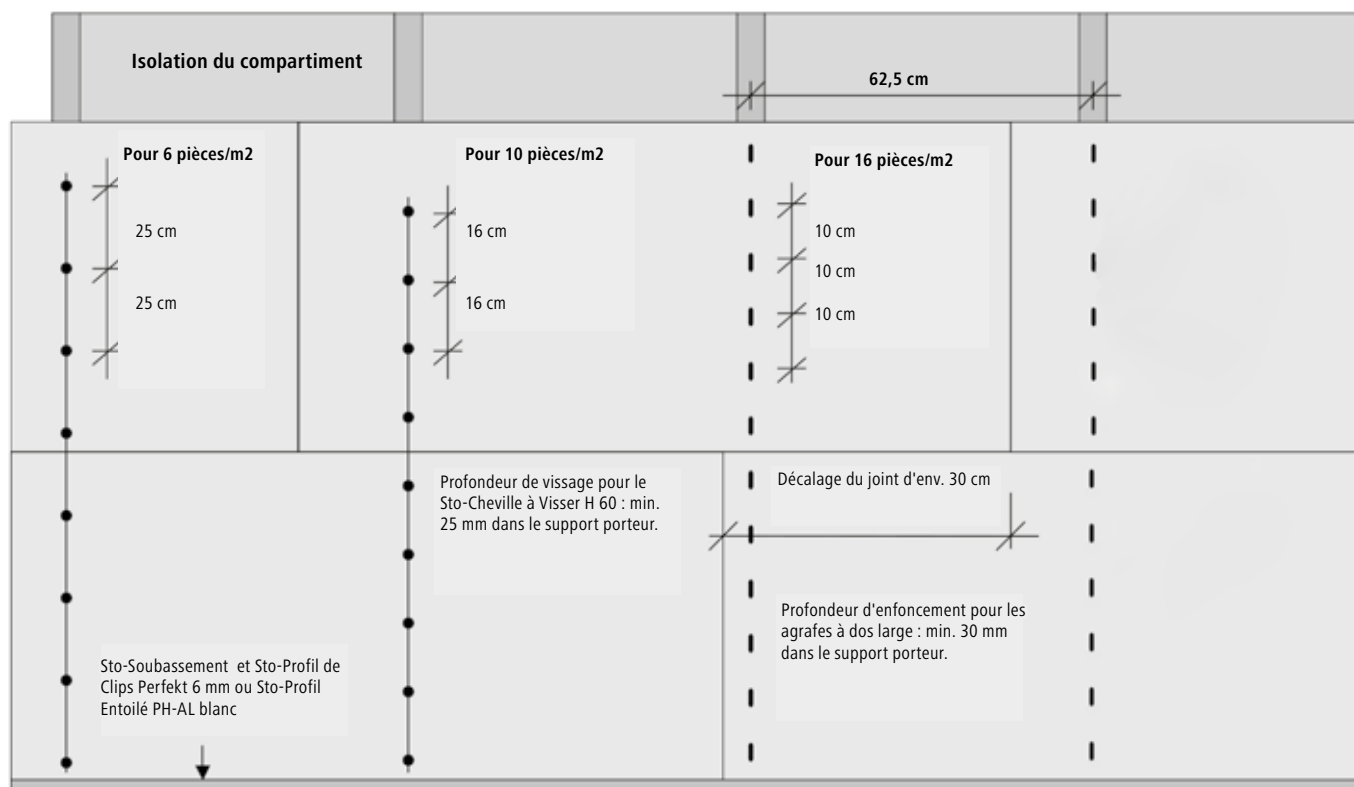 Isolation du compartiment
62,5 cm
Pour 6 pièces/m2
25 cm
25 cm
Pour 10 pièces/m2
16 cm
16 cm
Pour 16 pièces/m2
10 cm
10 cm
10 cm
Profondeur de vissage pour le
Sto-Cheville à Visser H 60 : min.
25 mm dans le support porteur.
Décalage du joint d'env. 30 cm
Profondeur d'enfoncement pour les
agrafes à dos large : min. 30 mm
dans le support porteur.
Sto-Soubassement et Sto-Profil de
Clips Perfekt 6 mm ou Sto-Profil
Entoilé PH-AL blanc